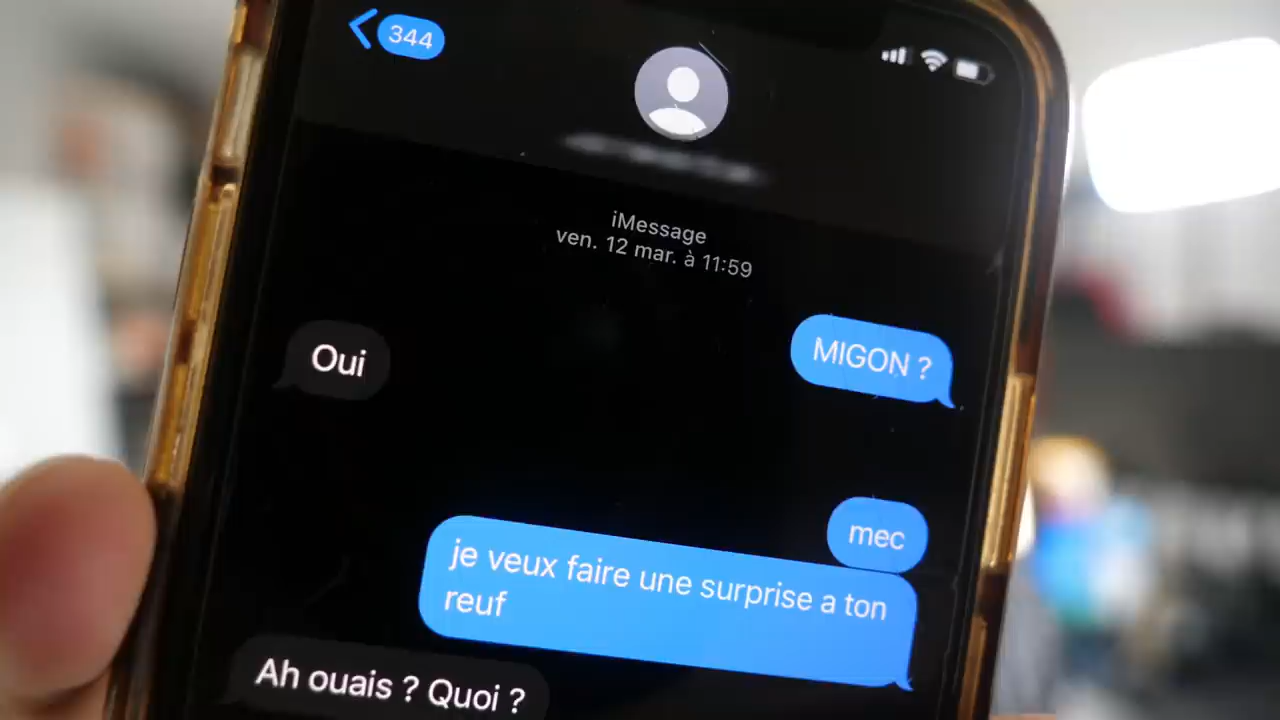 344
iMessage
ven. 12 mar. à 11:59
MIGON ?
Oui
mec
je veux faire une surprise a ton
reuf
Ah ouais ? Quoi ?